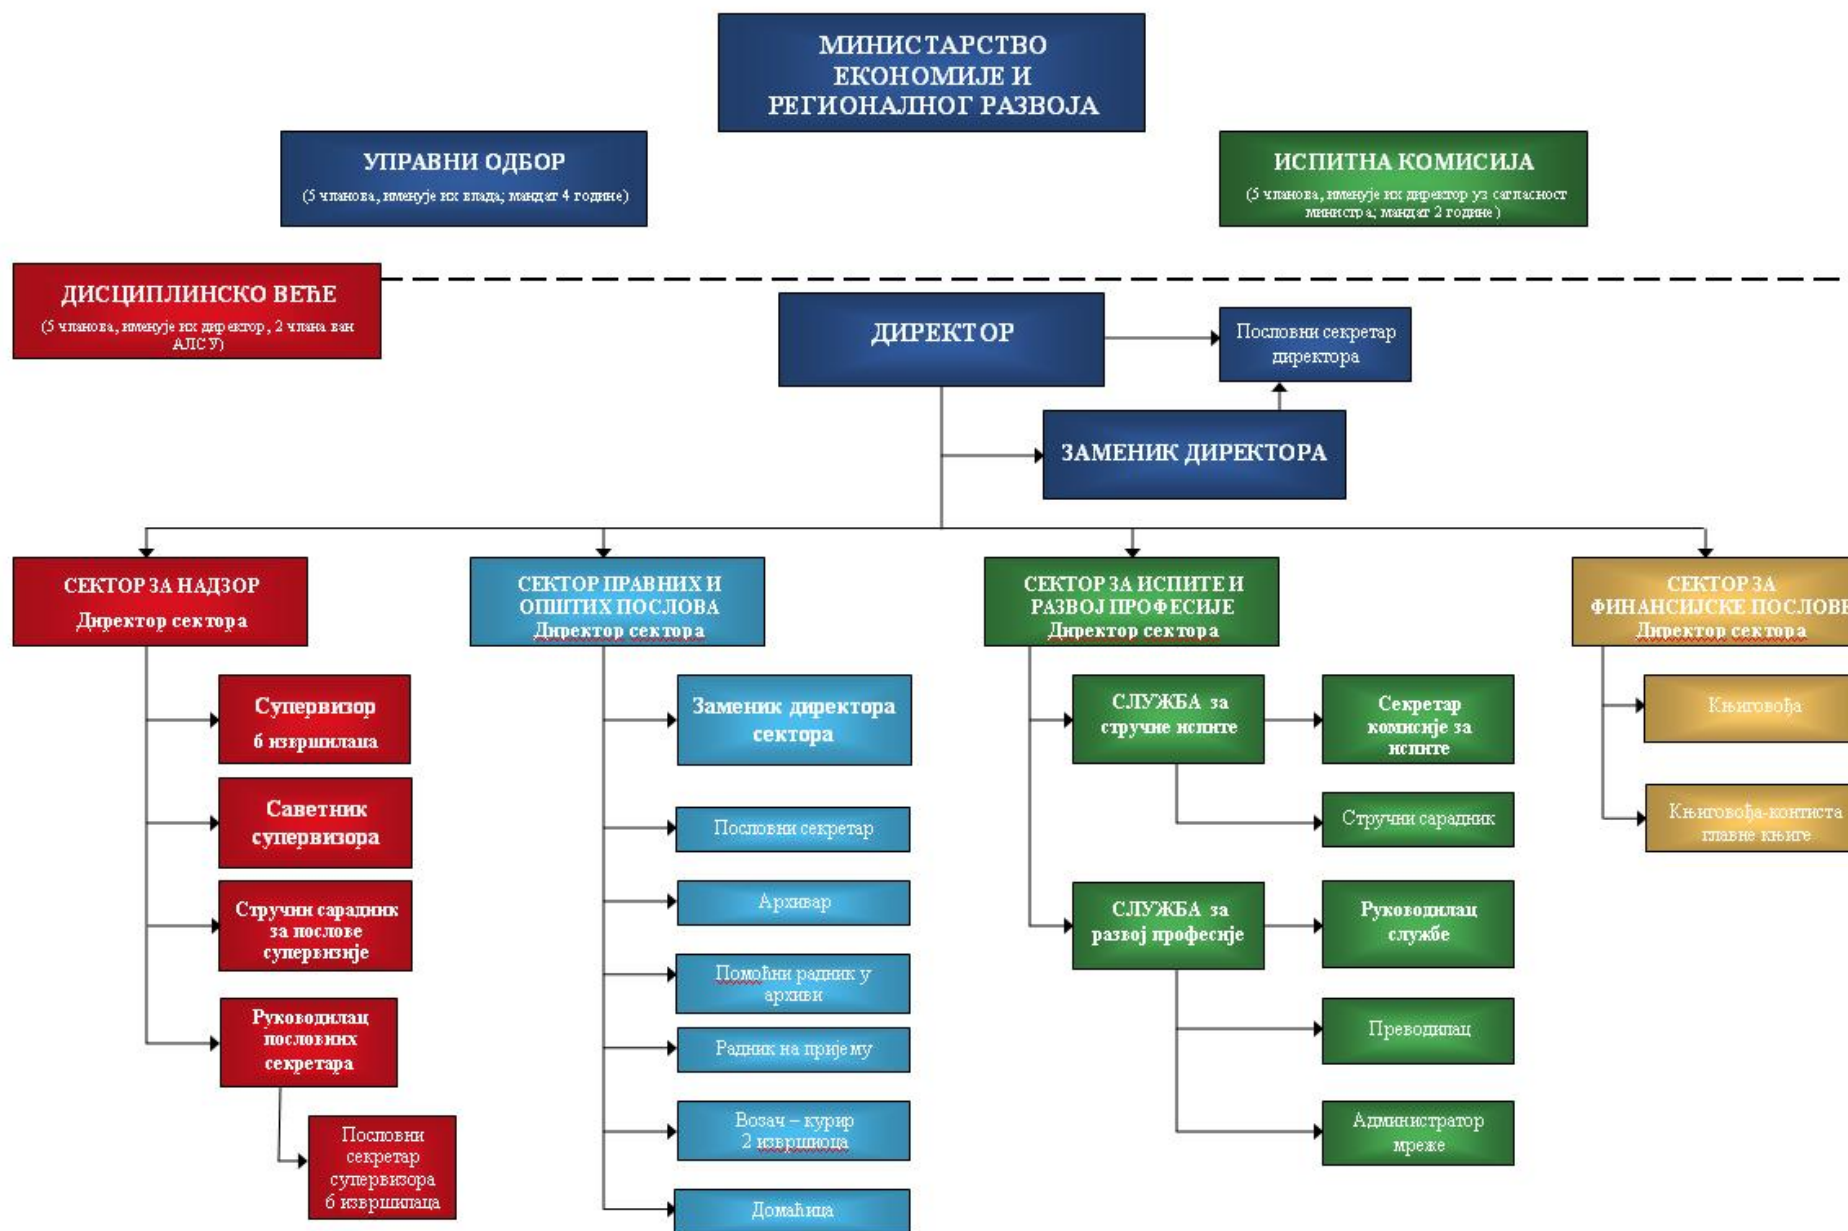 МИНИСТАРСТВО
ЕКОНОМИЈЕ И
РЕГИОНАЛНОГ РАЗВОЈА
УПРАВНИ ОДБОР
(5 чланова, именује их влада; мандат 4 године)
ИСПИТНА КОМИСИЈА
(5 чланова, именује их директор уз сагласност
министра; мандат 2 године)
ДИСЦИПЛИНСКО ВЕЋЕ
(5 чланова, именује их директор, 2 члана ван
АЛСУ)
ДИРЕКТОР
Пословни секретар
директора
ЗАМЕНИК ДИРЕКТОРА
СЕКТОР ЗА НАДЗОР
Директор сектора
Супервизор
6 извршилаца
Саветник
супервизора
Стручни сарадник
за послове
супервизије
Руководилац
пословних
секретара
Пословни
секретар
супервизора
6 извршилаца
СЕКТОР ПРАВНИХ И
ОПШТИХ ПОСЛОВА
Директор сектора
Заменик директора
сектора
Пословни секретар
Архивар
Помоћни радник у
архиви
Радник на пријему
Возач – курир
2 извршиоца
Домаћица
СЕКТОР ЗА ИСПИТЕ И
РАЗВОЈ ПРОФЕСИЈЕ
Директор сектора
СЛУЖБА за
стручне испите
Секретар
комисије за
испите
Стручни сарадник
СЛУЖБА за
развој професије
Руководилац
службе
Преводилац
Администратор
мреже
СЕКТОР ЗА
ФИНАНСИЈСКЕ ПОСЛОВЕ
Директор сектора
Књиговођа
Књиговођа-контиста
главне књиге